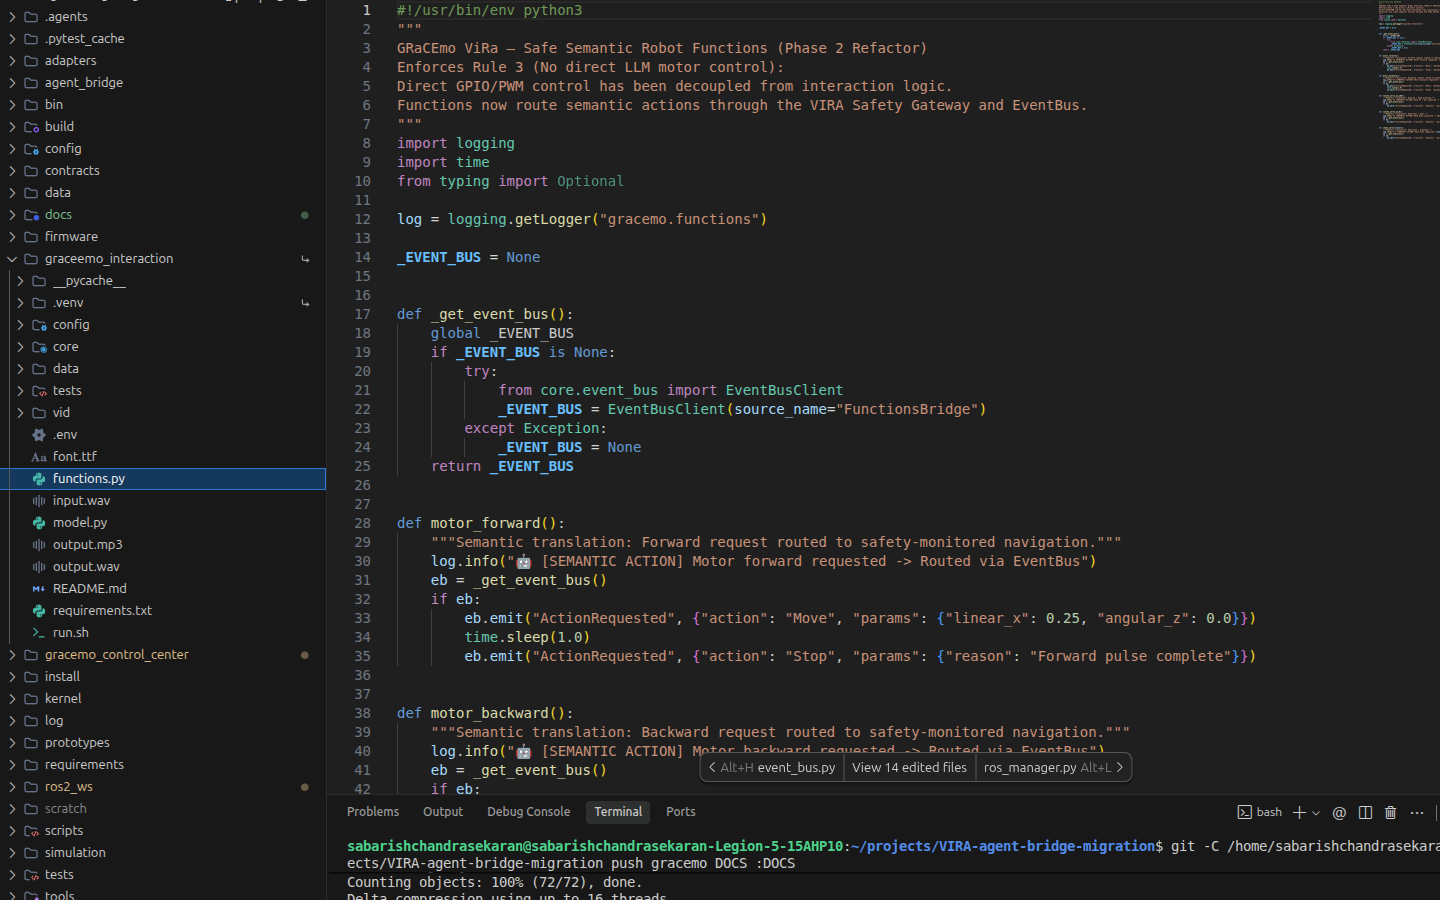 .agents
.pytest_cache
adapters
agent_bridge
bin
build
config
contracts
data
docs
firmware
graceemo_interaction
__pycache__
.venv
config
core
data
tests
vid
.env
font.ttf
functions.py
input.wav
model.py
output.mp3
output.wav
README.md
requirements.txt
run.sh
gracemo_control_center
install
kernel
log
prototypes
requirements
ros2_ws
scratch
scripts
simulation
tests
tools
1 #!/usr/bin/env python3
2 """
3 GRaCEmo ViRa — Safe Semantic Robot Functions (Phase 2 Refactor)
4 Enforces Rule 3 (No direct LLM motor control):
5 Direct GPIO/PWM control has been decoupled from interaction logic.
6 Functions now route semantic actions through the VIRA Safety Gateway and EventBus.
7 """
8 import logging
9 import time
10 from typing import Optional
11
12 log = logging.getLogger("gracemo.functions")
13
14 _EVENT_BUS = None
15
16
17 def _get_event_bus():
18     global _EVENT_BUS
19     if _EVENT_BUS is None:
20         try:
21             from core.event_bus import EventBusClient
22             _EVENT_BUS = EventBusClient(source_name="FunctionsBridge")
23         except Exception:
24             _EVENT_BUS = None
25     return _EVENT_BUS
26
27
28 def motor_forward():
29     """Semantic translation: Forward request routed to safety-monitored navigation."""
30     log.info("🤖 [SEMANTIC ACTION] Motor forward requested -> Routed via EventBus")
31     eb = _get_event_bus()
32     if eb:
33         eb.emit("ActionRequested", {"action": "Move", "params": {"linear_x": 0.25, "angular_z": 0.0}})
34         time.sleep(1.0)
35         eb.emit("ActionRequested", {"action": "Stop", "params": {"reason": "Forward pulse complete"}})
36
37
38 def motor_backward():
39     """Semantic translation: Backward request routed to safety-monitored navigation."""
40     log.info("🤖 [SEMANTIC ACTION] Motor backward requested -> Routed via EventBus")
41     eb = _get_event_bus()
42     if eb:
Alt+H event_bus.py View 14 edited files ros_manager.py Alt+L
Problems Output Debug Console Terminal Ports
bash
sabarishchandrasekaran@sabarishchandrasekaran-Legion-5-15AHP10:~/projects/VIRA-agent-bridge-migration$ git -C /home/sabarishchandrasekara
ects/VIRA-agent-bridge-migration push gracemo DOCS :DOCS
Counting objects: 100% (72/72), done.
Delta compression using up to 16 threads